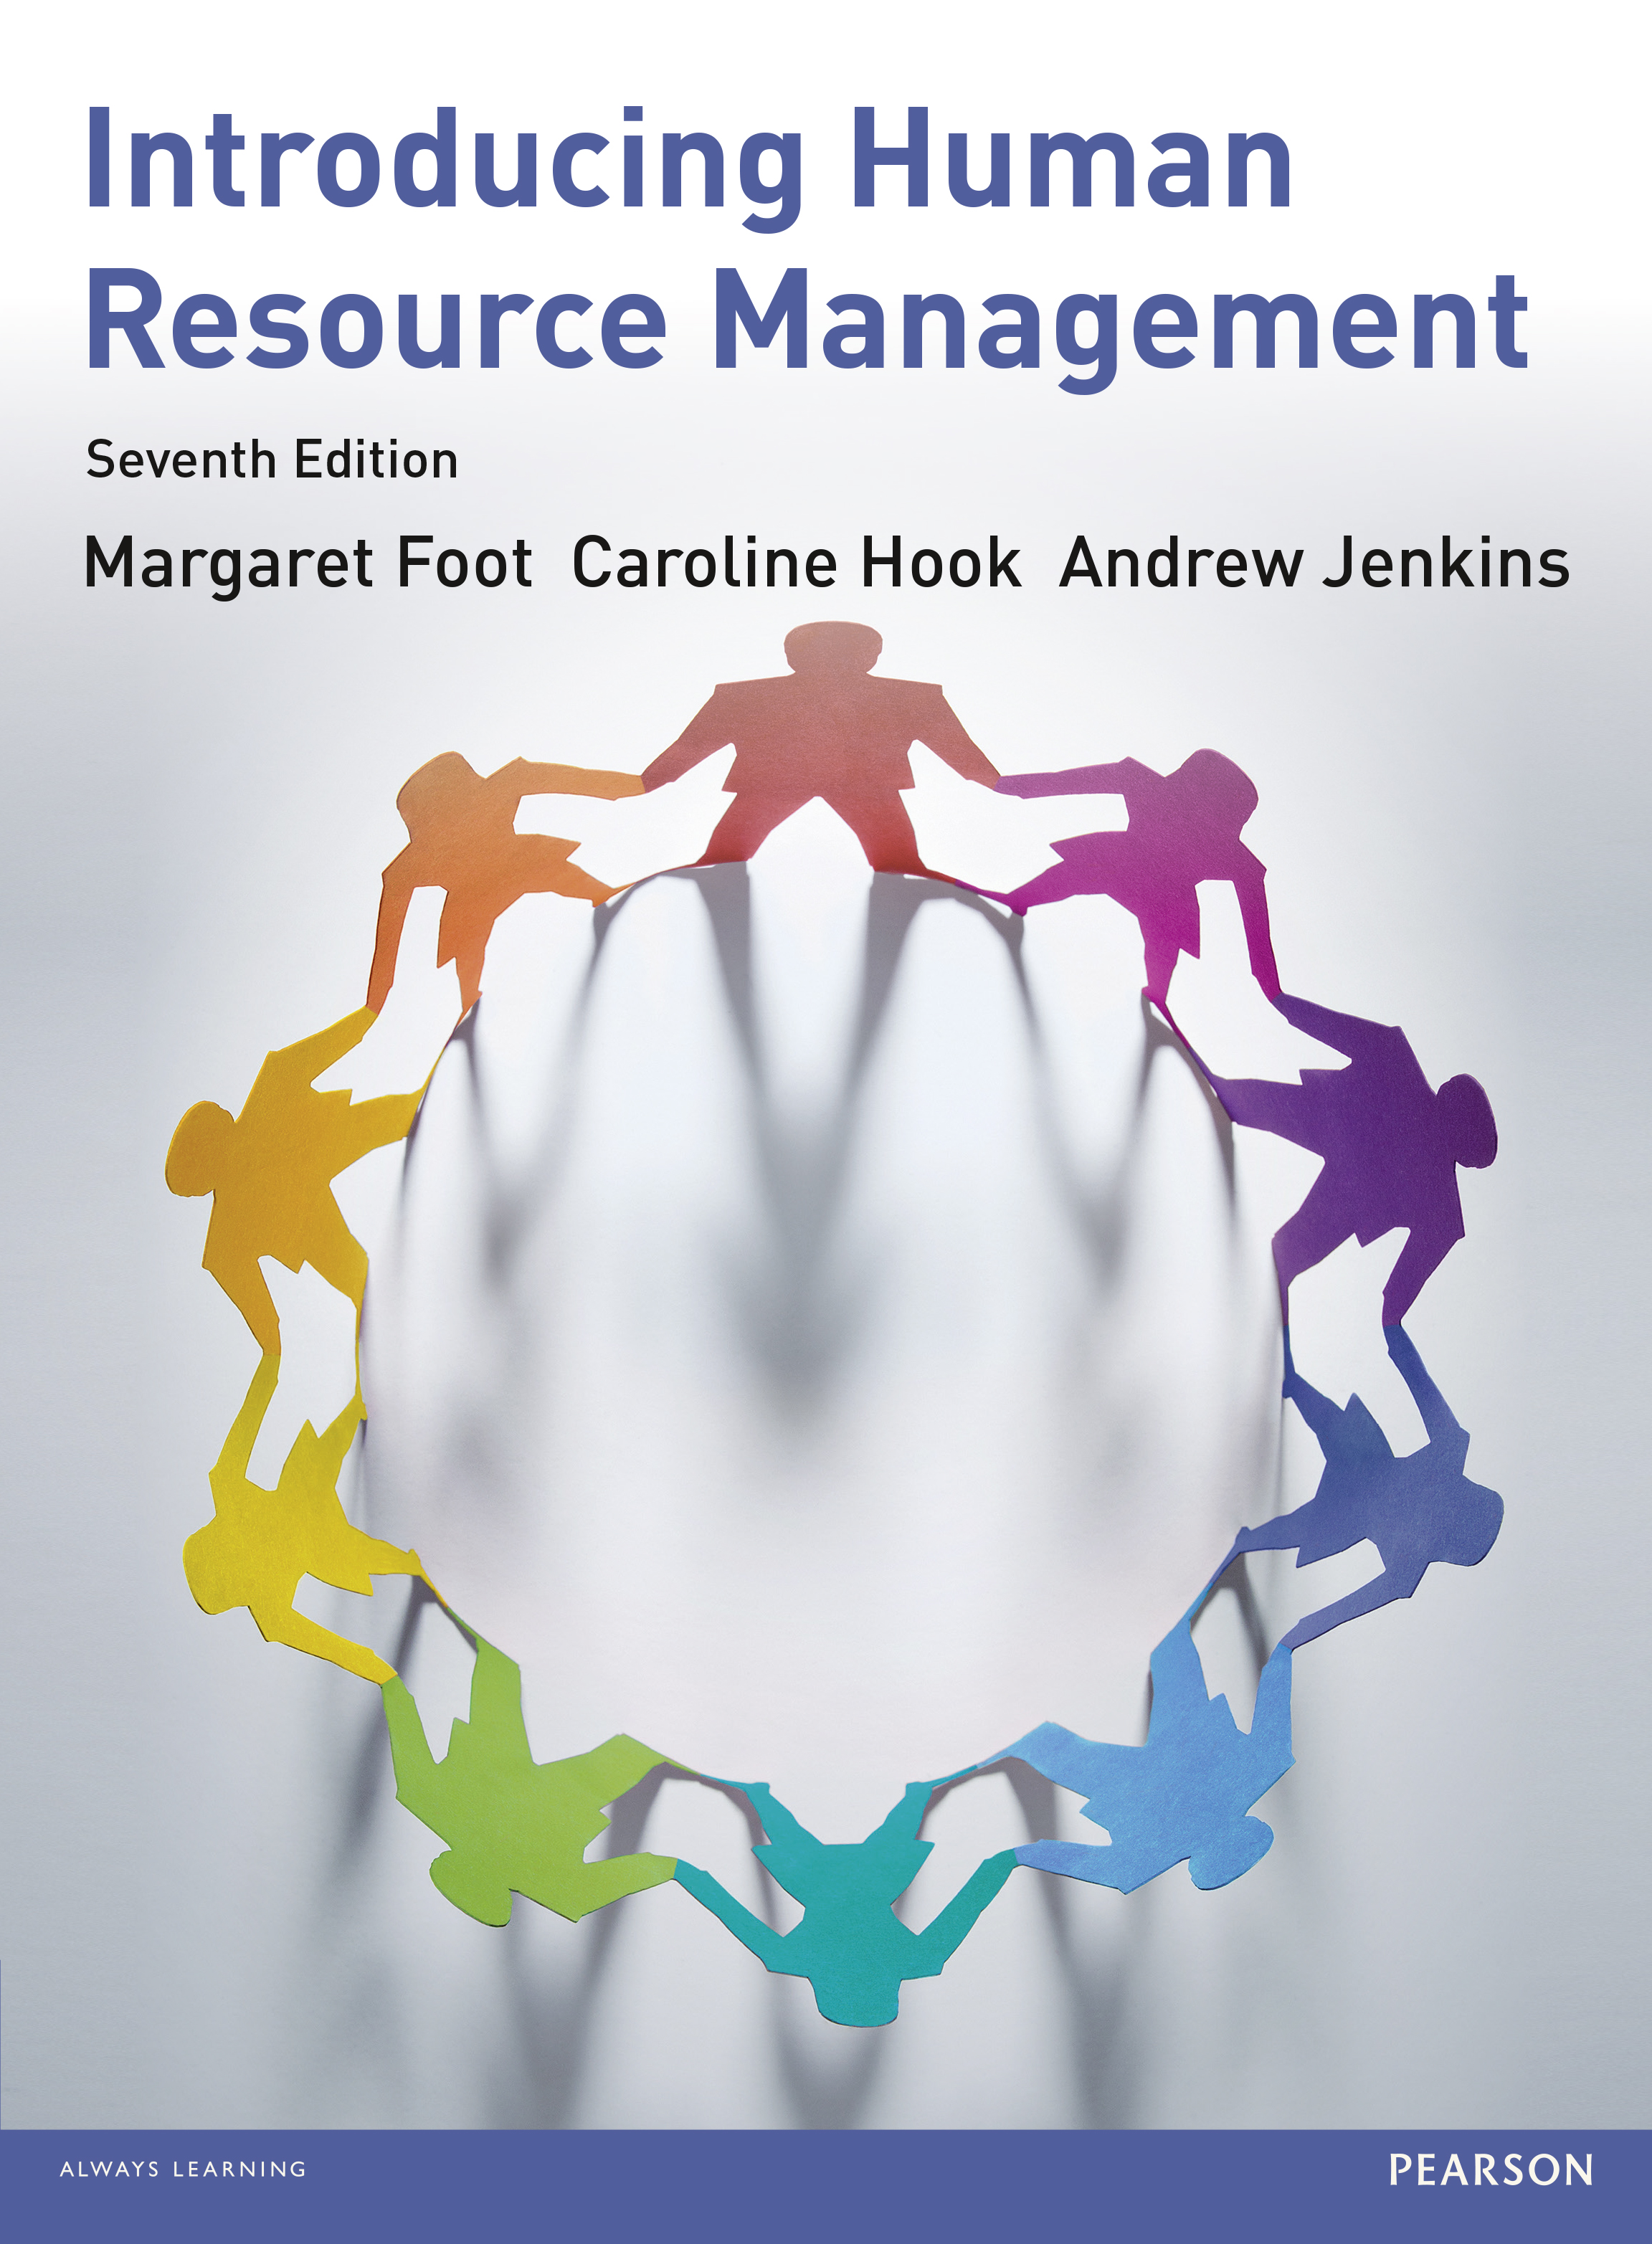 Introducing Human
Resource Management
Seventh Edition
Margaret Foot Caroline Hook Andrew Jenkins
ALWAYS LEARNING
PEARSON